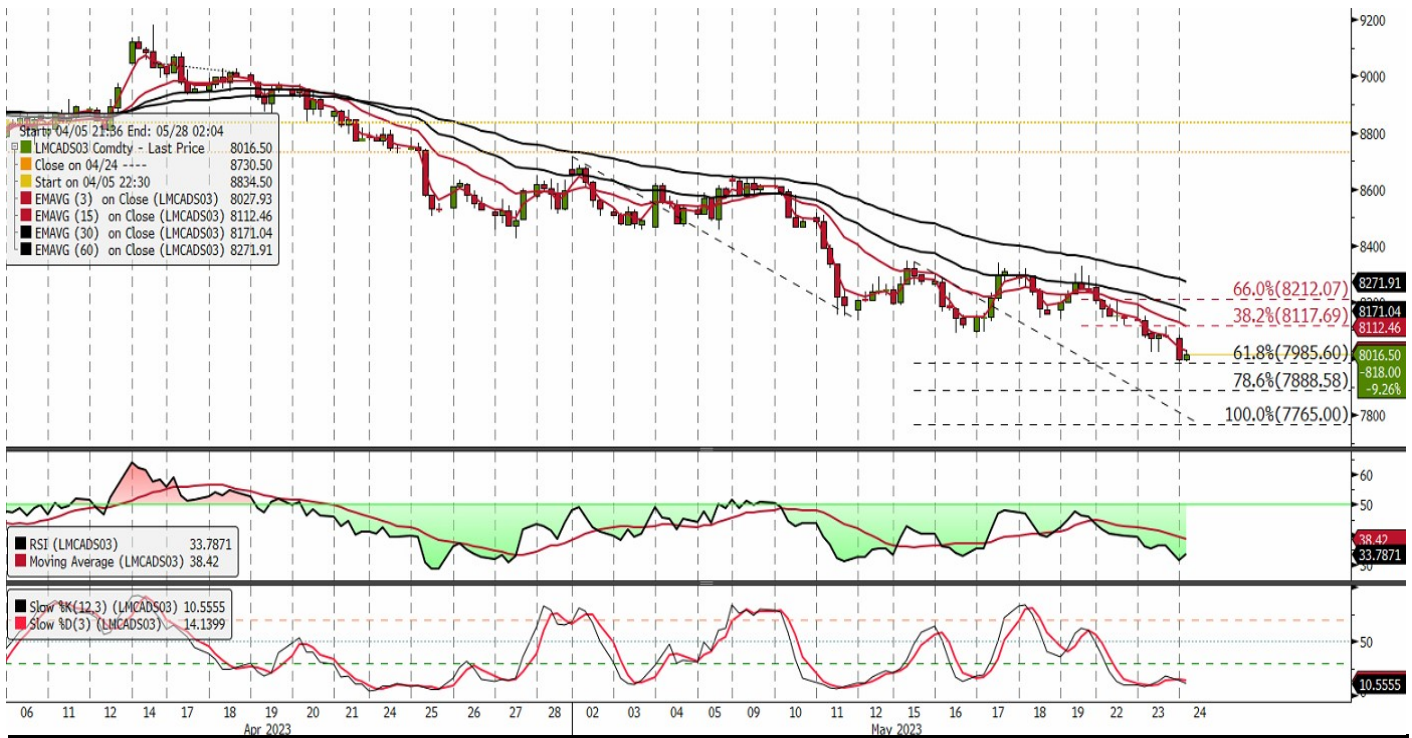 9200
9000
8800
8600
8400
8200
7800
Start: 04/05 21:36 End: 05/28 02:04
LMCADS03 Comdty - Last Price 8016.50
Close on 04/24 ---- 8730.50
Start on 04/05 22:30 8834.50
EMAVG (3) on Close (LMCADS03) 8027.93
EMAVG (15) on Close (LMCADS03) 8112.46
EMAVG (30) on Close (LMCADS03) 8171.04
EMAVG (60) on Close (LMCADS03) 8271.91
66.0%(8212.07)
38.2%(8117.69)
61.8%(7985.60)
78.6%(7888.58)
100.0%(7765.00)
8271.91
8171.04
8112.46
8016.50
-818.00
-9.26%
60
50
38.42
33.7871
30
RSI (LMCADS03) 33.7871
Moving Average (LMCADS03) 38.42
Slow %K(12,3) (LMCADS03) 10.5555
Slow %D(3) (LMCADS03) 14.1399
50
10.5555
0
06 11 12 14 17 18 19 20 21 24 25 26 27 28 02 03 04 05 09 10 11 12 15 16 17 18 19 22 23 24
Apr 2023 May 2023